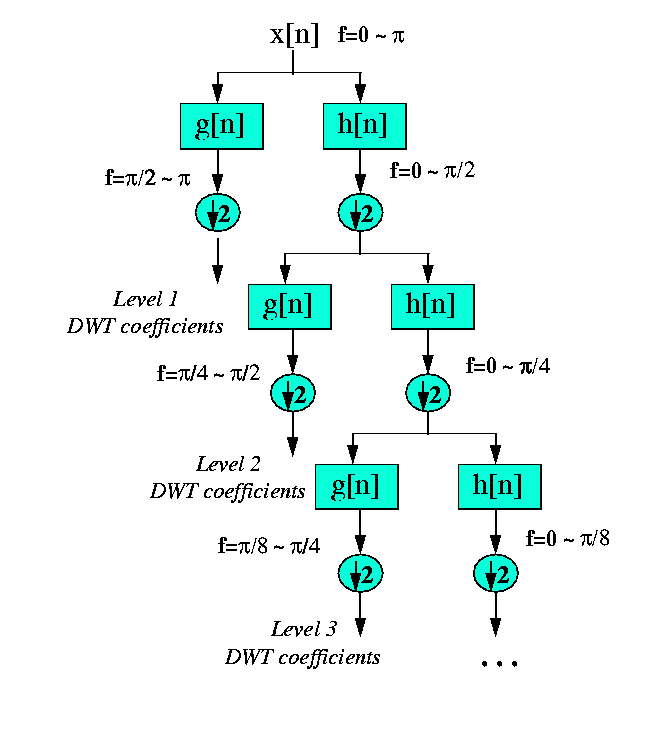 x[n] f=0 ~ π
g[n] h[n]
f=π/2 ~ π f=0 ~ π/2
↓2 ↓2
Level 1
DWT coefficients
g[n] h[n]
f=π/4 ~ π/2 f=0 ~ π/4
↓2 ↓2
Level 2
DWT coefficients
g[n] h[n]
f=π/8 ~ π/4 f=0 ~ π/8
↓2 ↓2
Level 3
DWT coefficients
...